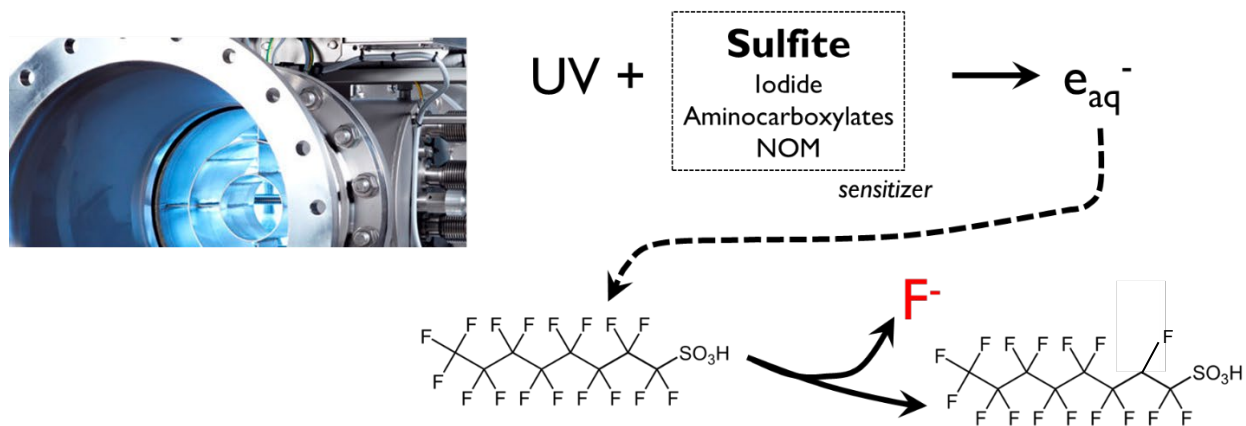 UV +
Sulfite
Iodide
Aminocarboxylates
NOM
sensitizer
e_aq^-
F F F F F F F
F
SO₃H
F
F F F F F F F F
F⁻
F
F F F F F
F
SO₃H
F
F F F F F F F F